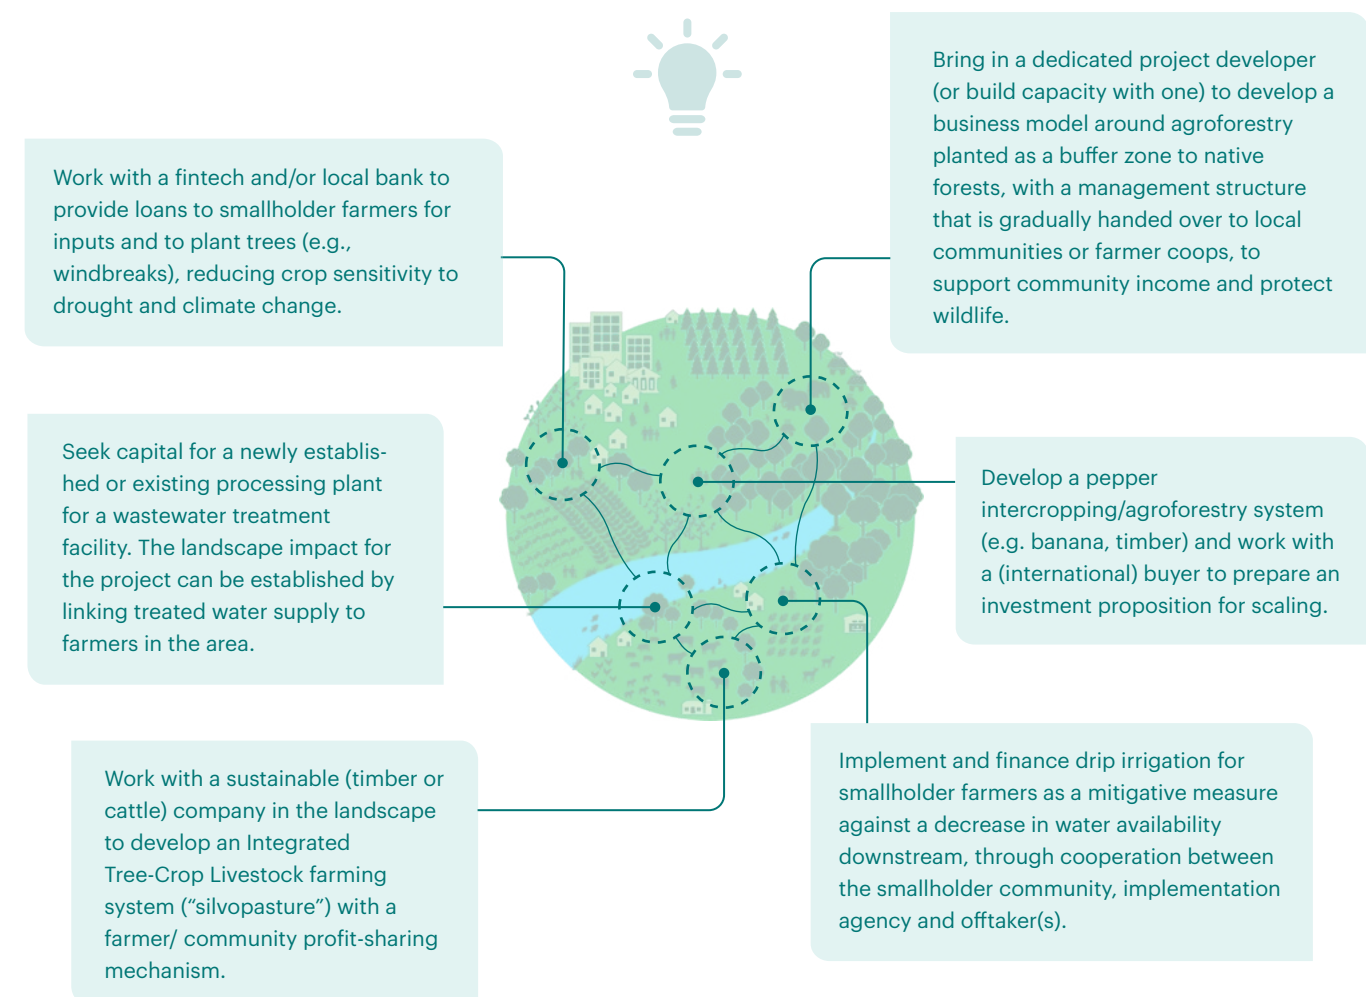 Work with a fintech and/or local bank to
provide loans to smallholder farmers for
inputs and to plant trees (e.g.,
windbreaks), reducing crop sensitivity to
drought and climate change.
Bring in a dedicated project developer
(or build capacity with one) to develop a
business model around agroforestry
planted as a buffer zone to native
forests, with a management structure
that is gradually handed over to local
communities or farmer coops, to
support community income and protect
wildlife.
Seek capital for a newly establis-
hed or existing processing plant
for a wastewater treatment
facility. The landscape impact for
the project can be established by
linking treated water supply to
farmers in the area.
Develop a pepper
intercropping/agroforestry system
(e.g. banana, timber) and work with
a (international) buyer to prepare an
investment proposition for scaling.
Work with a sustainable (timber or
cattle) company in the landscape
to develop an Integrated
Tree-Crop Livestock farming
system (“silvopasture”) with a
farmer/ community profit-sharing
mechanism.
Implement and finance drip irrigation for
smallholder farmers as a mitigative measure
against a decrease in water availability
downstream, through cooperation between
the smallholder community, implementation
agency and offtaker(s).